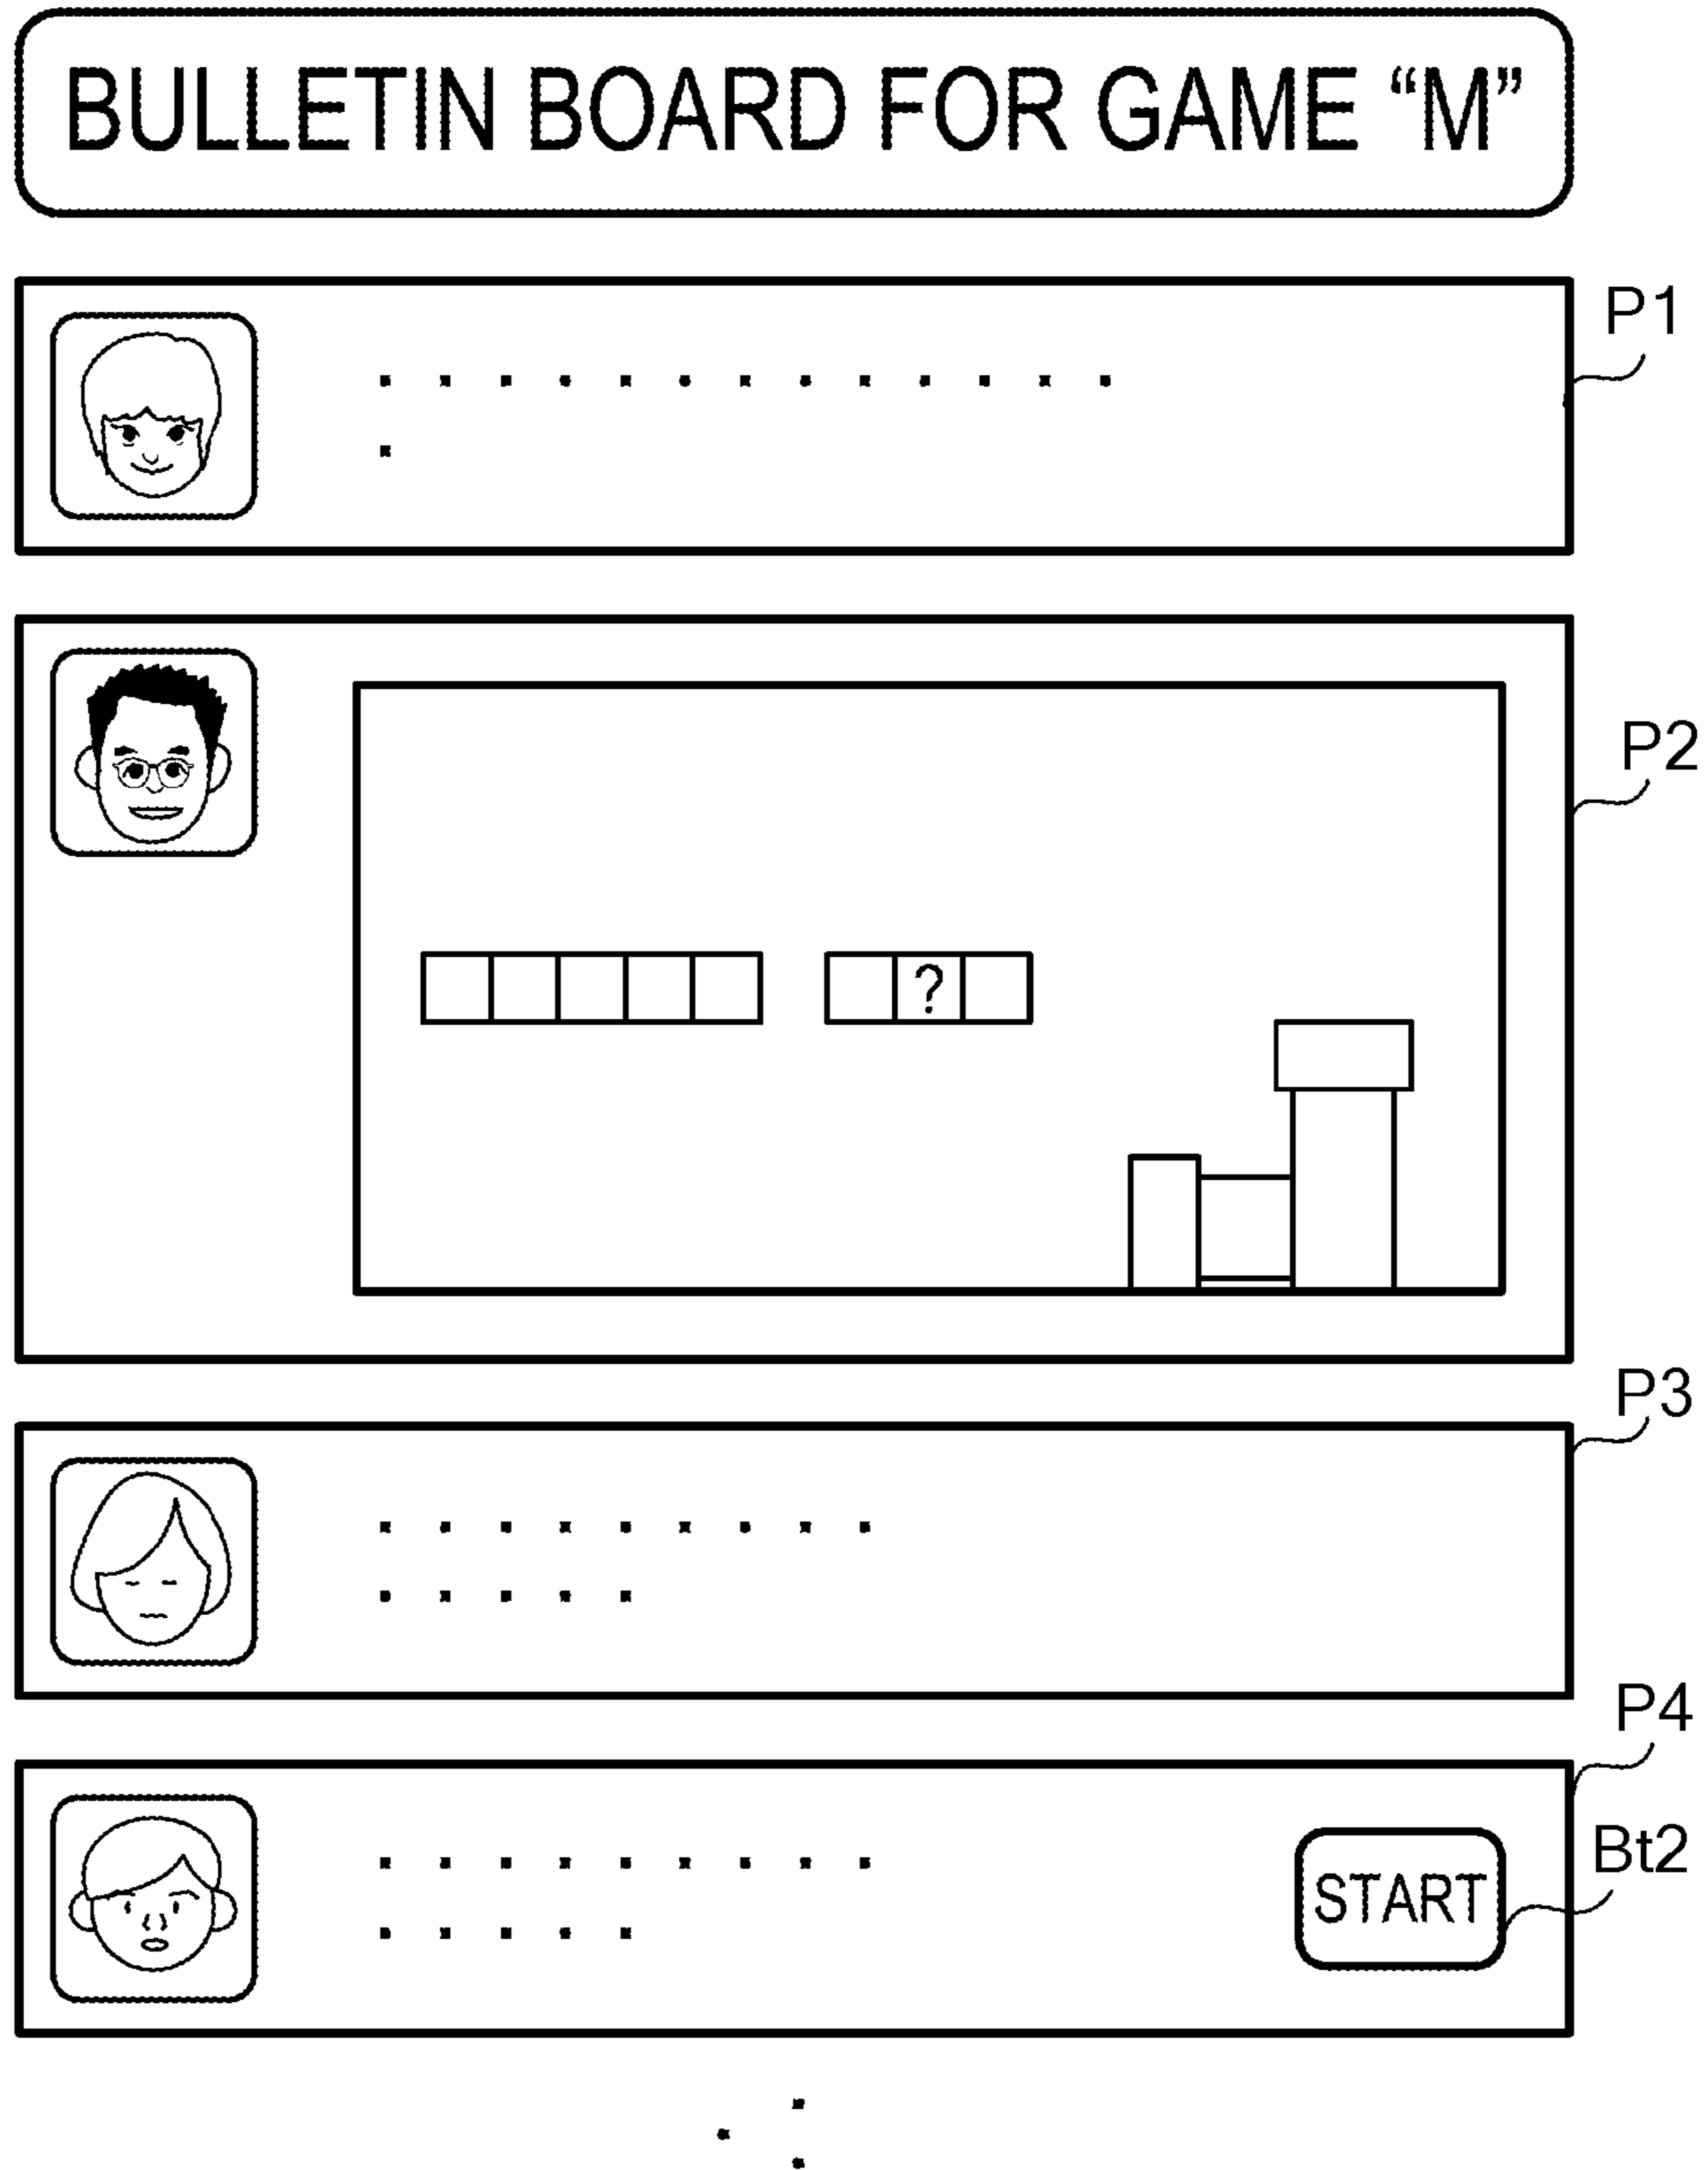 BULLETIN BOARD FOR GAME “M”
P1
P2
?
P3
P4
Bt2
START